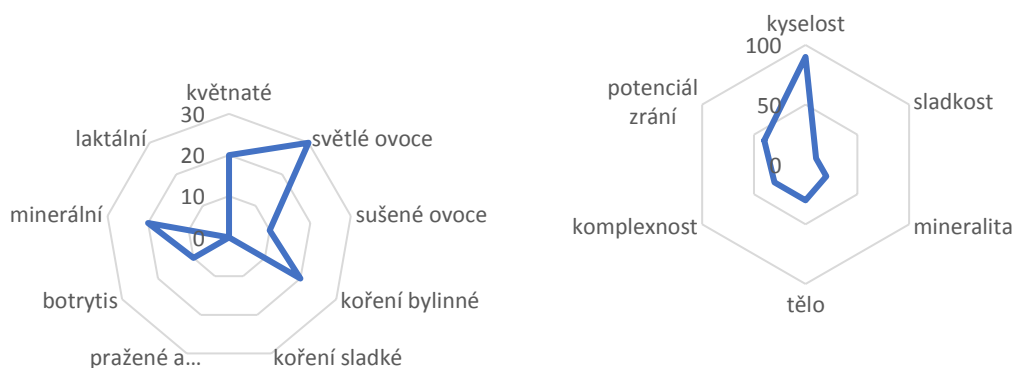 květnaté
30
20
10
0
světlé ovoce
sušené ovoce
koření bylinné
koření sladké
pražené a...
botrytis
minerální
laktální
kyselost
100
50
0
sladkost
mineralita
tělo
komplexnost
potenciál
zrání